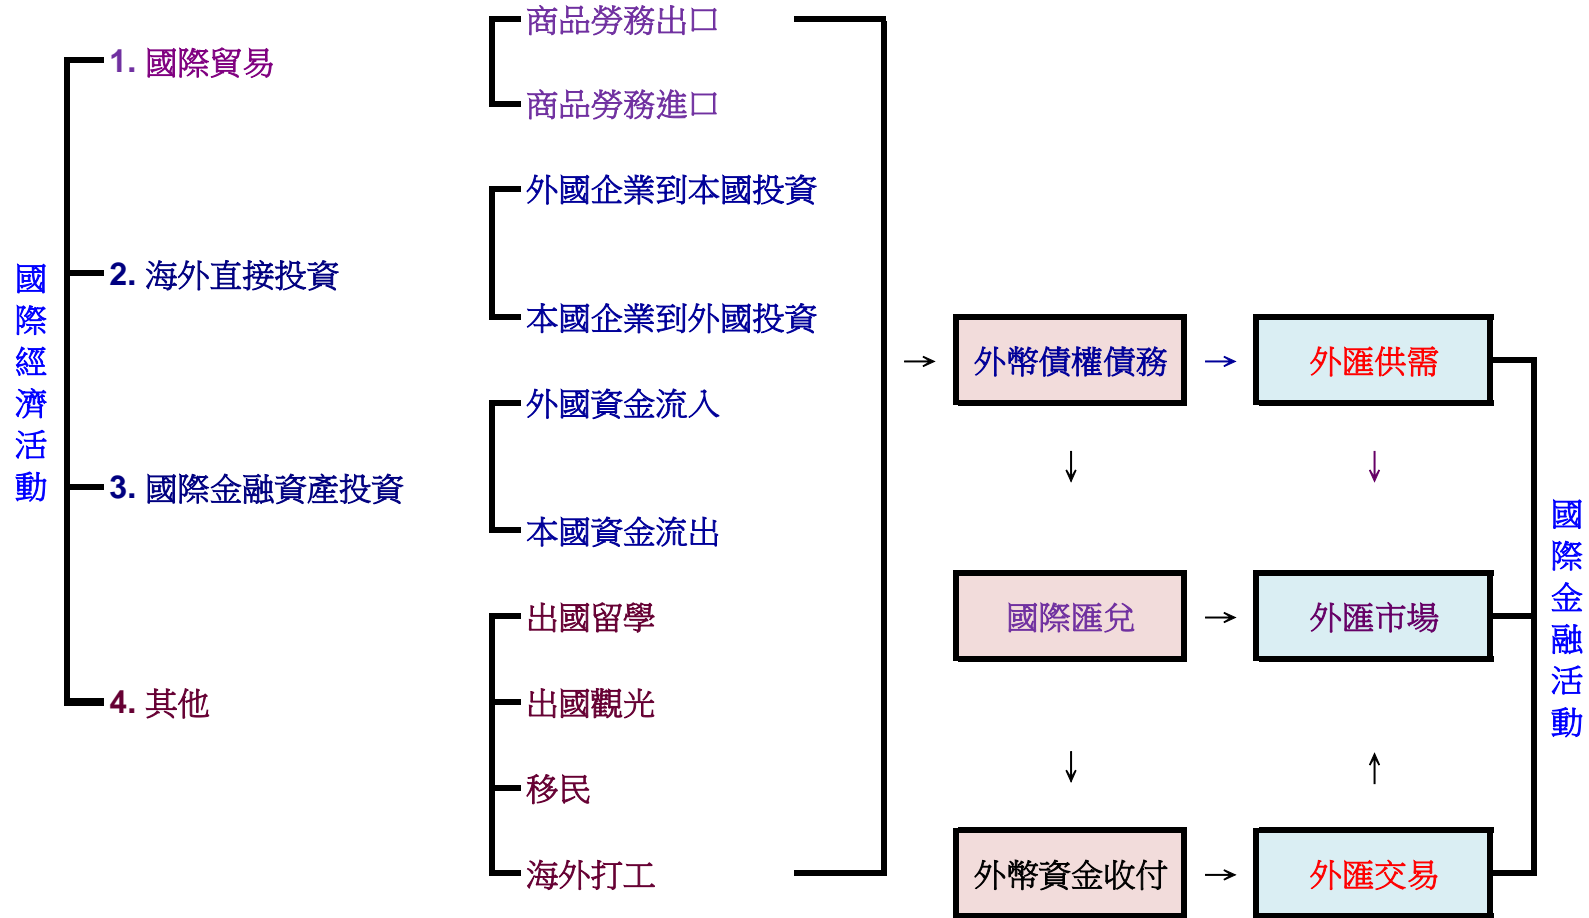 國際經濟活動
1. 國際貿易
商品勞務出口
商品勞務進口
2. 海外直接投資
外國企業到本國投資
本國企業到外國投資
3. 國際金融資產投資
外國資金流入
本國資金流出
4. 其他
出國留學
出國觀光
移民
海外打工
→
外幣債權債務
→
外匯供需
↓
↓
國際匯兌
→
外匯市場
↓
↑
外幣資金收付
→
外匯交易
國際金融活動